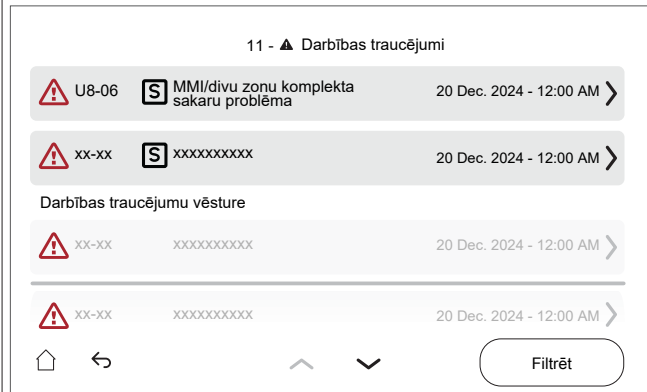 11 - Darbības traucējumi
U8-06 S MMI/divu zonu komplekta sakaru problēma 20 Dec. 2024 - 12:00 AM
xx-xx S xxxxxxxxxx 20 Dec. 2024 - 12:00 AM
Darbības traucējumu vēsture
xx-xx xxxxxxxxxx 20 Dec. 2024 - 12:00 AM
xx-xx xxxxxxxxxx 20 Dec. 2024 - 12:00 AM
Filtrēt